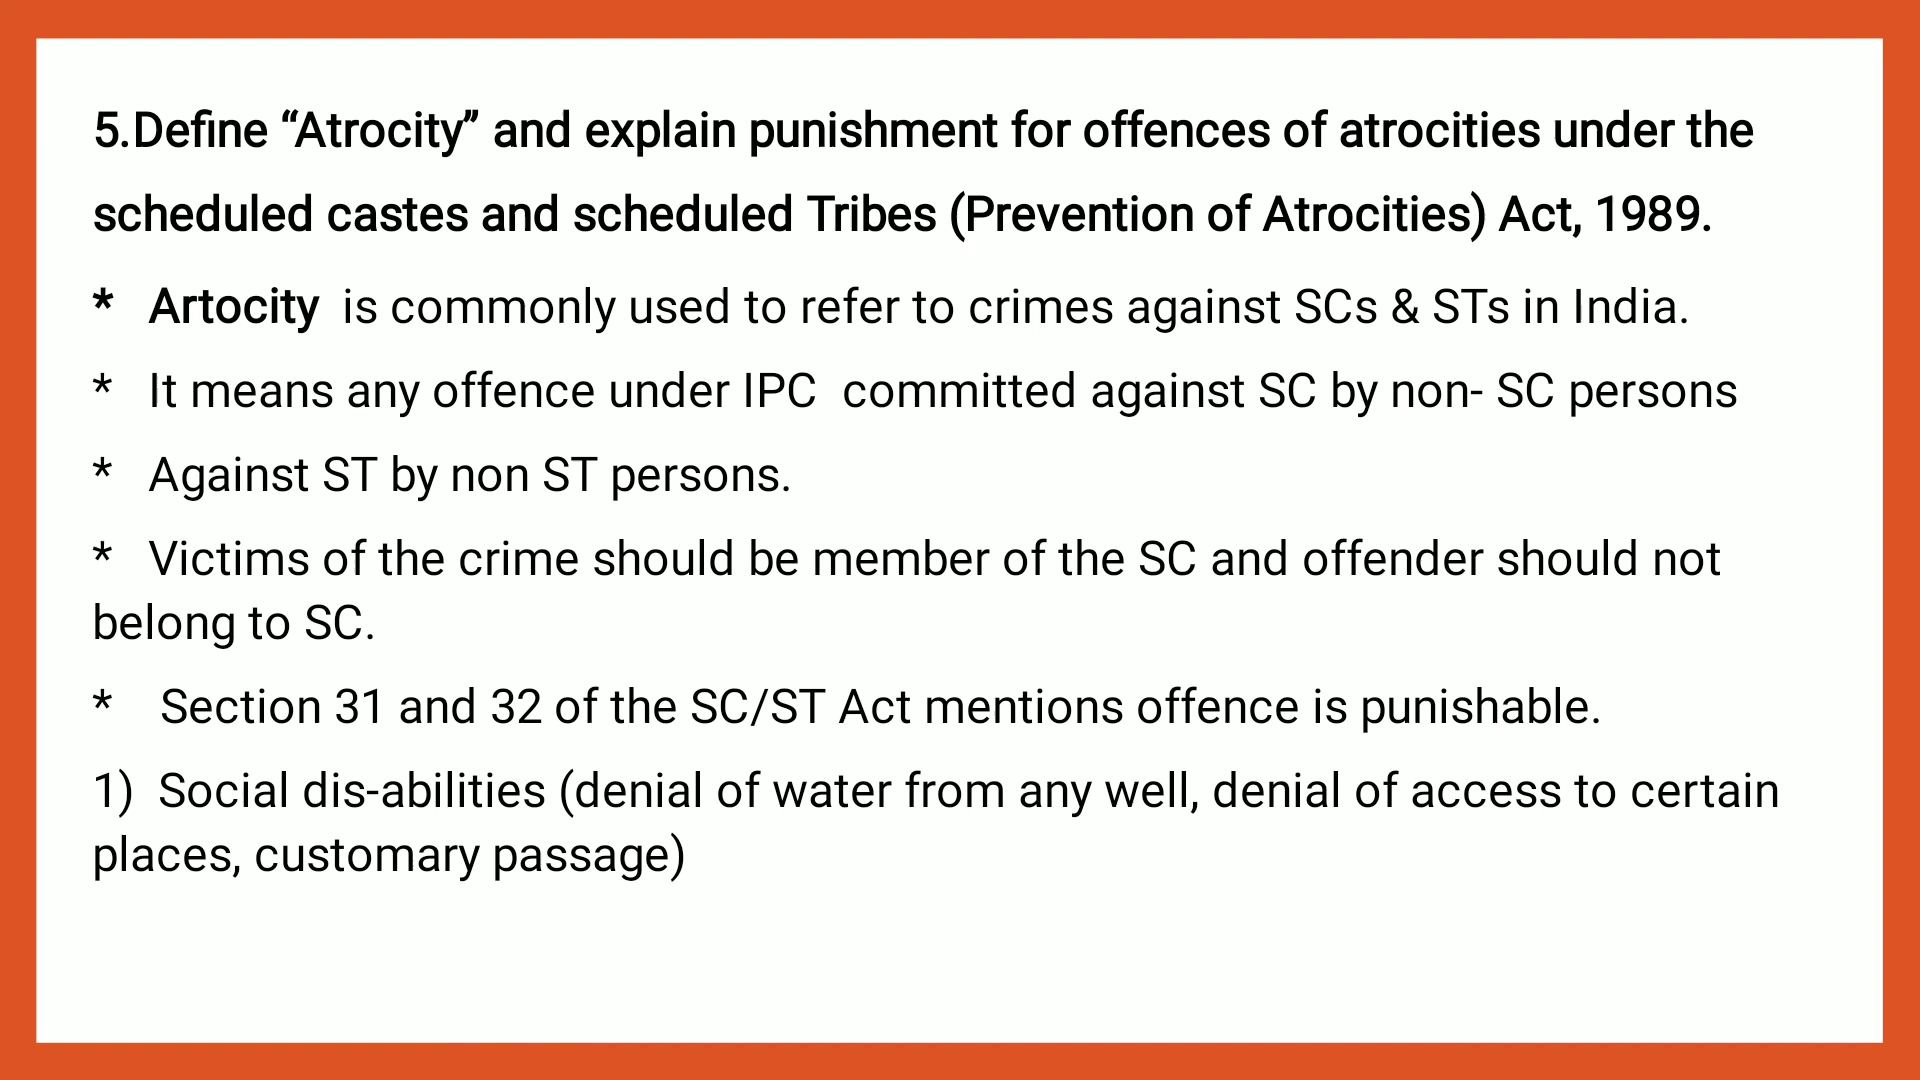 5.Define “Atrocity” and explain punishment for offences of atrocities under the
scheduled castes and scheduled Tribes (Prevention of Atrocities) Act, 1989.
* Artocity is commonly used to refer to crimes against SCs & STs in India.
* It means any offence under IPC committed against SC by non- SC persons
* Against ST by non ST persons.
* Victims of the crime should be member of the SC and offender should not
belong to SC.
* Section 31 and 32 of the SC/ST Act mentions offence is punishable.
1) Social dis-abilities (denial of water from any well, denial of access to certain
places, customary passage)